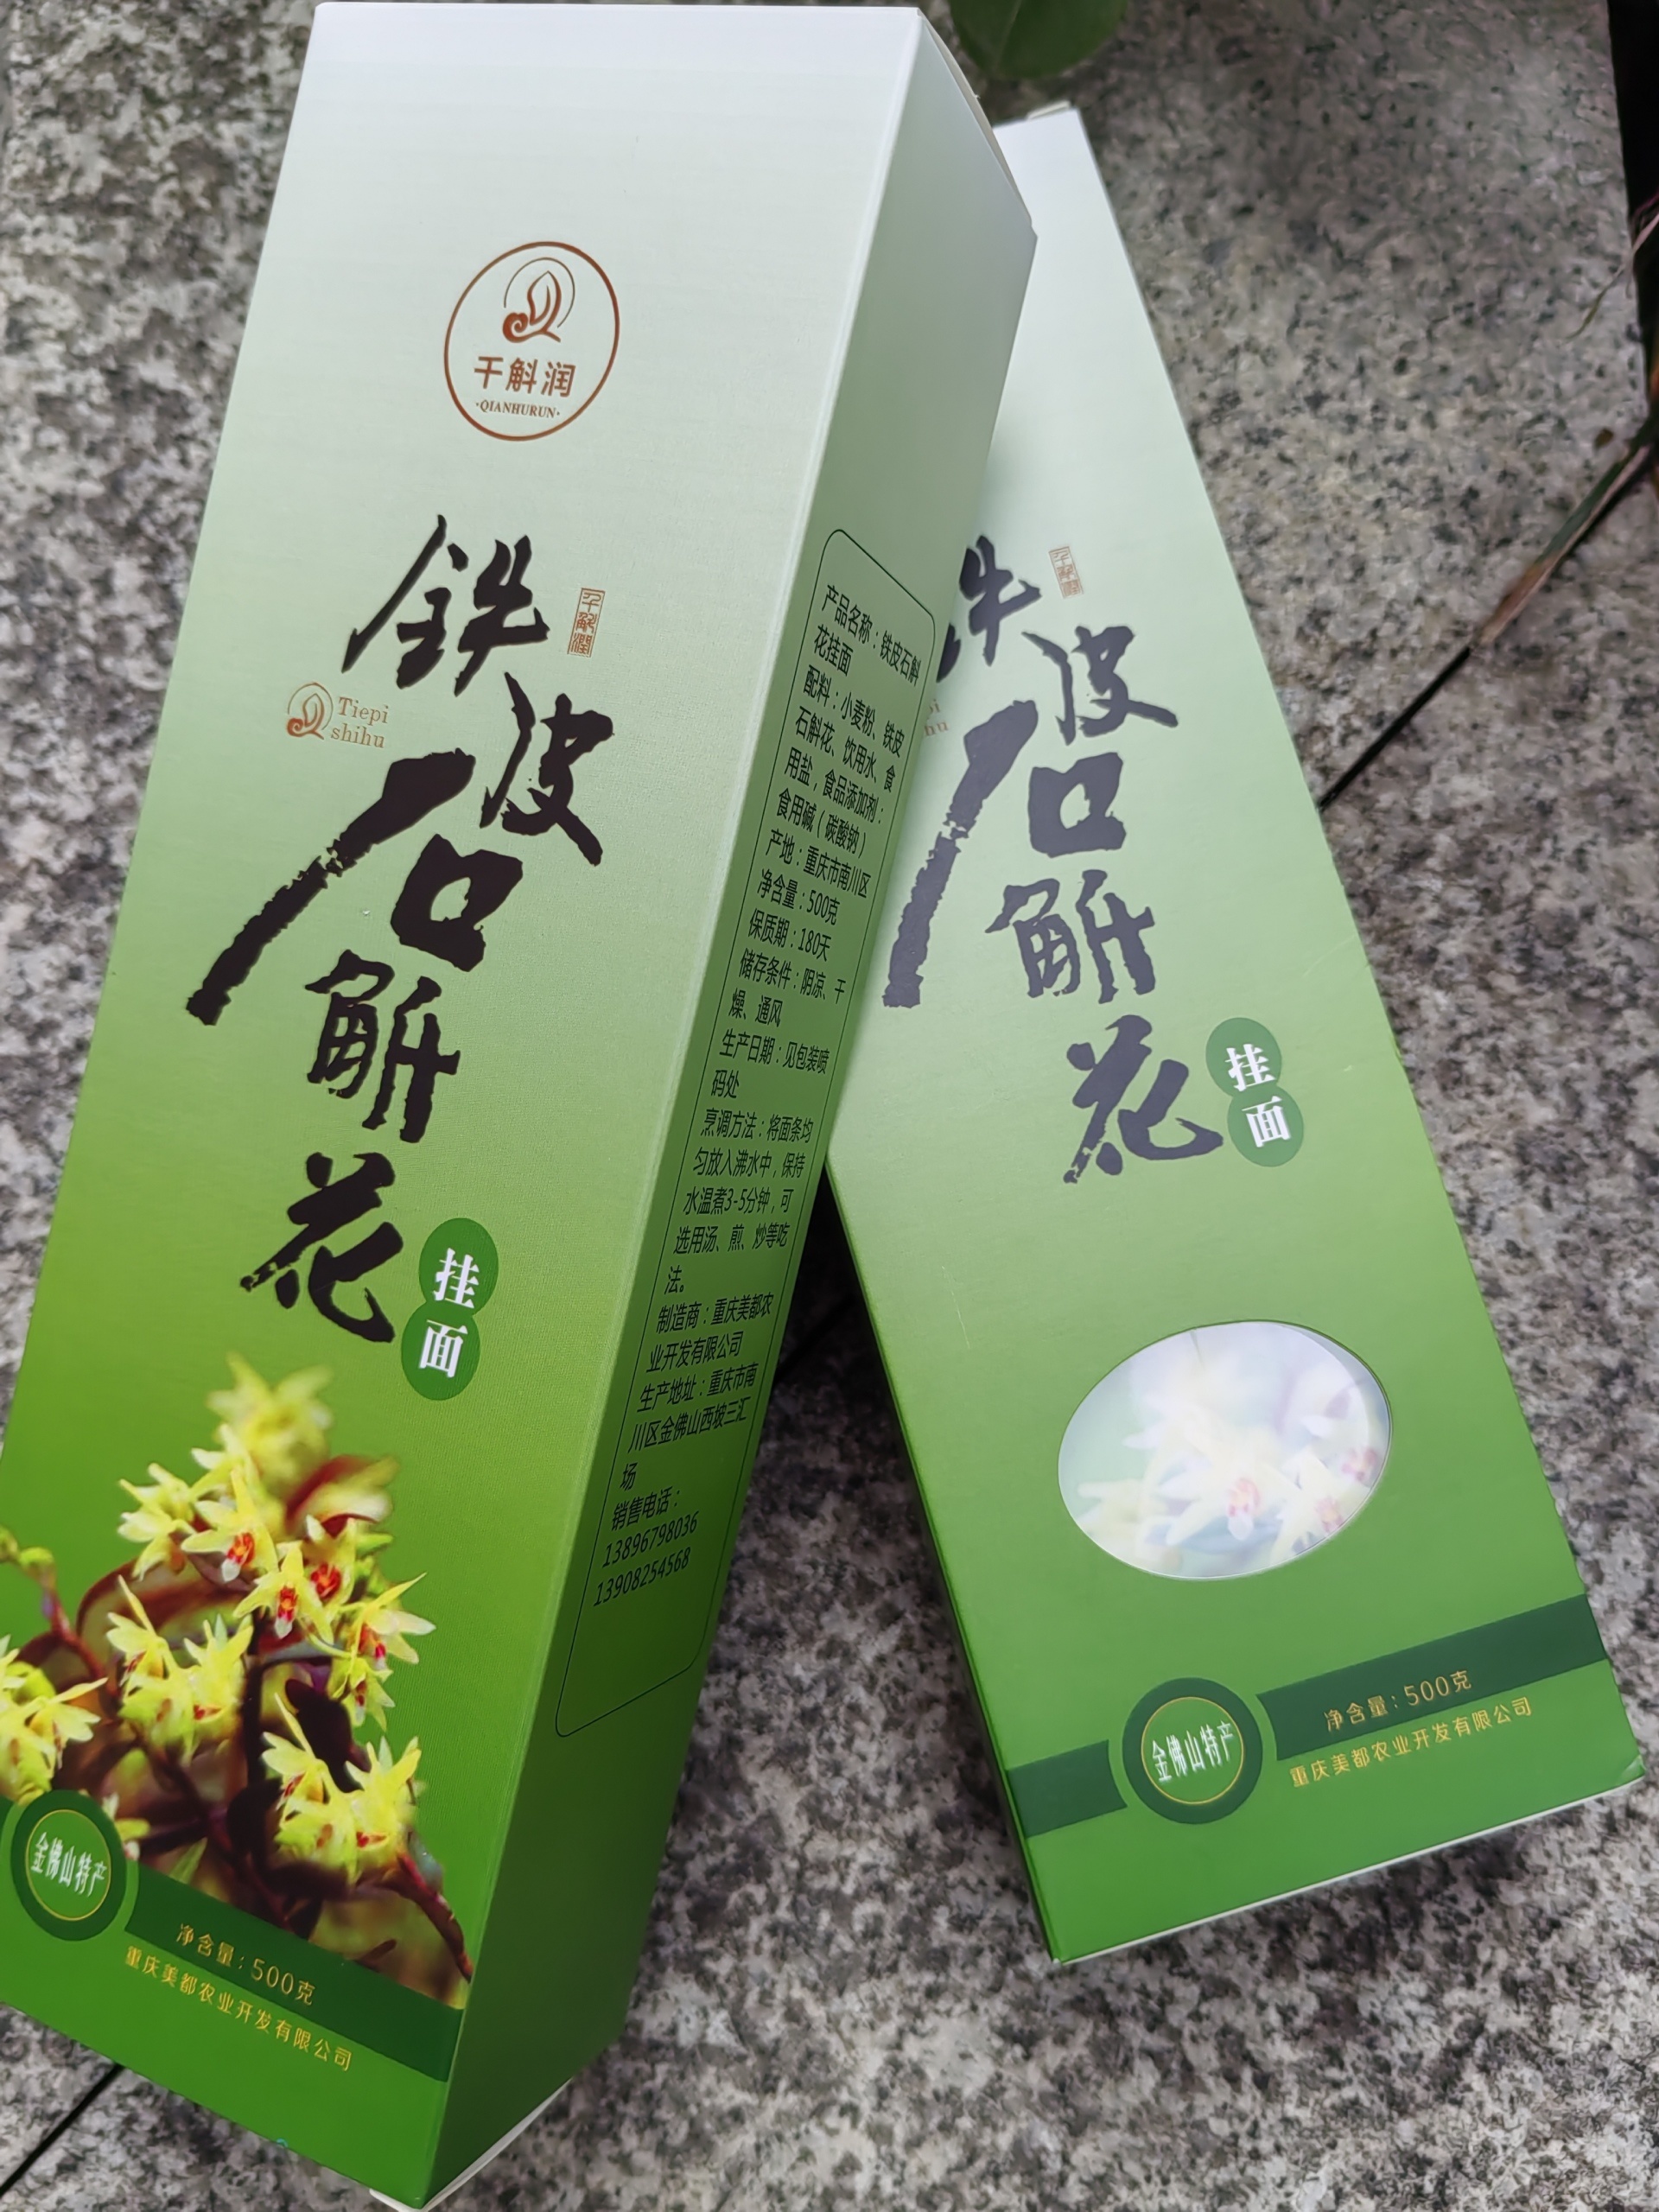 千斛润
·QIANHURUN·
铁皮石斛花
千斛潤
Tiepi
shihu
挂面
金佛山特产
净含量：500克
重庆美都农业开发有限公司
产品名称：铁皮石斛
花挂面
配料：小麦粉、铁皮
石斛花、饮用水、食
用盐，食品添加剂：
食用碱（碳酸钠）
产地：重庆市南川区
净含量：500克
保质期：180天
储存条件：阴凉、干
燥、通风
生产日期：见包装喷
码处
烹调方法：将面条均
匀放入沸水中，保持
水温煮3-5分钟，可
选用汤、煎、炒等吃
法。
制造商：重庆美都农
业开发有限公司
生产地址：重庆市南
川区金佛山西坡三汇
场
销售电话：
13896798036
13908254568
铁皮石斛花
千斛潤
pi
hu
挂面
金佛山特产
净含量：500克
重庆美都农业开发有限公司